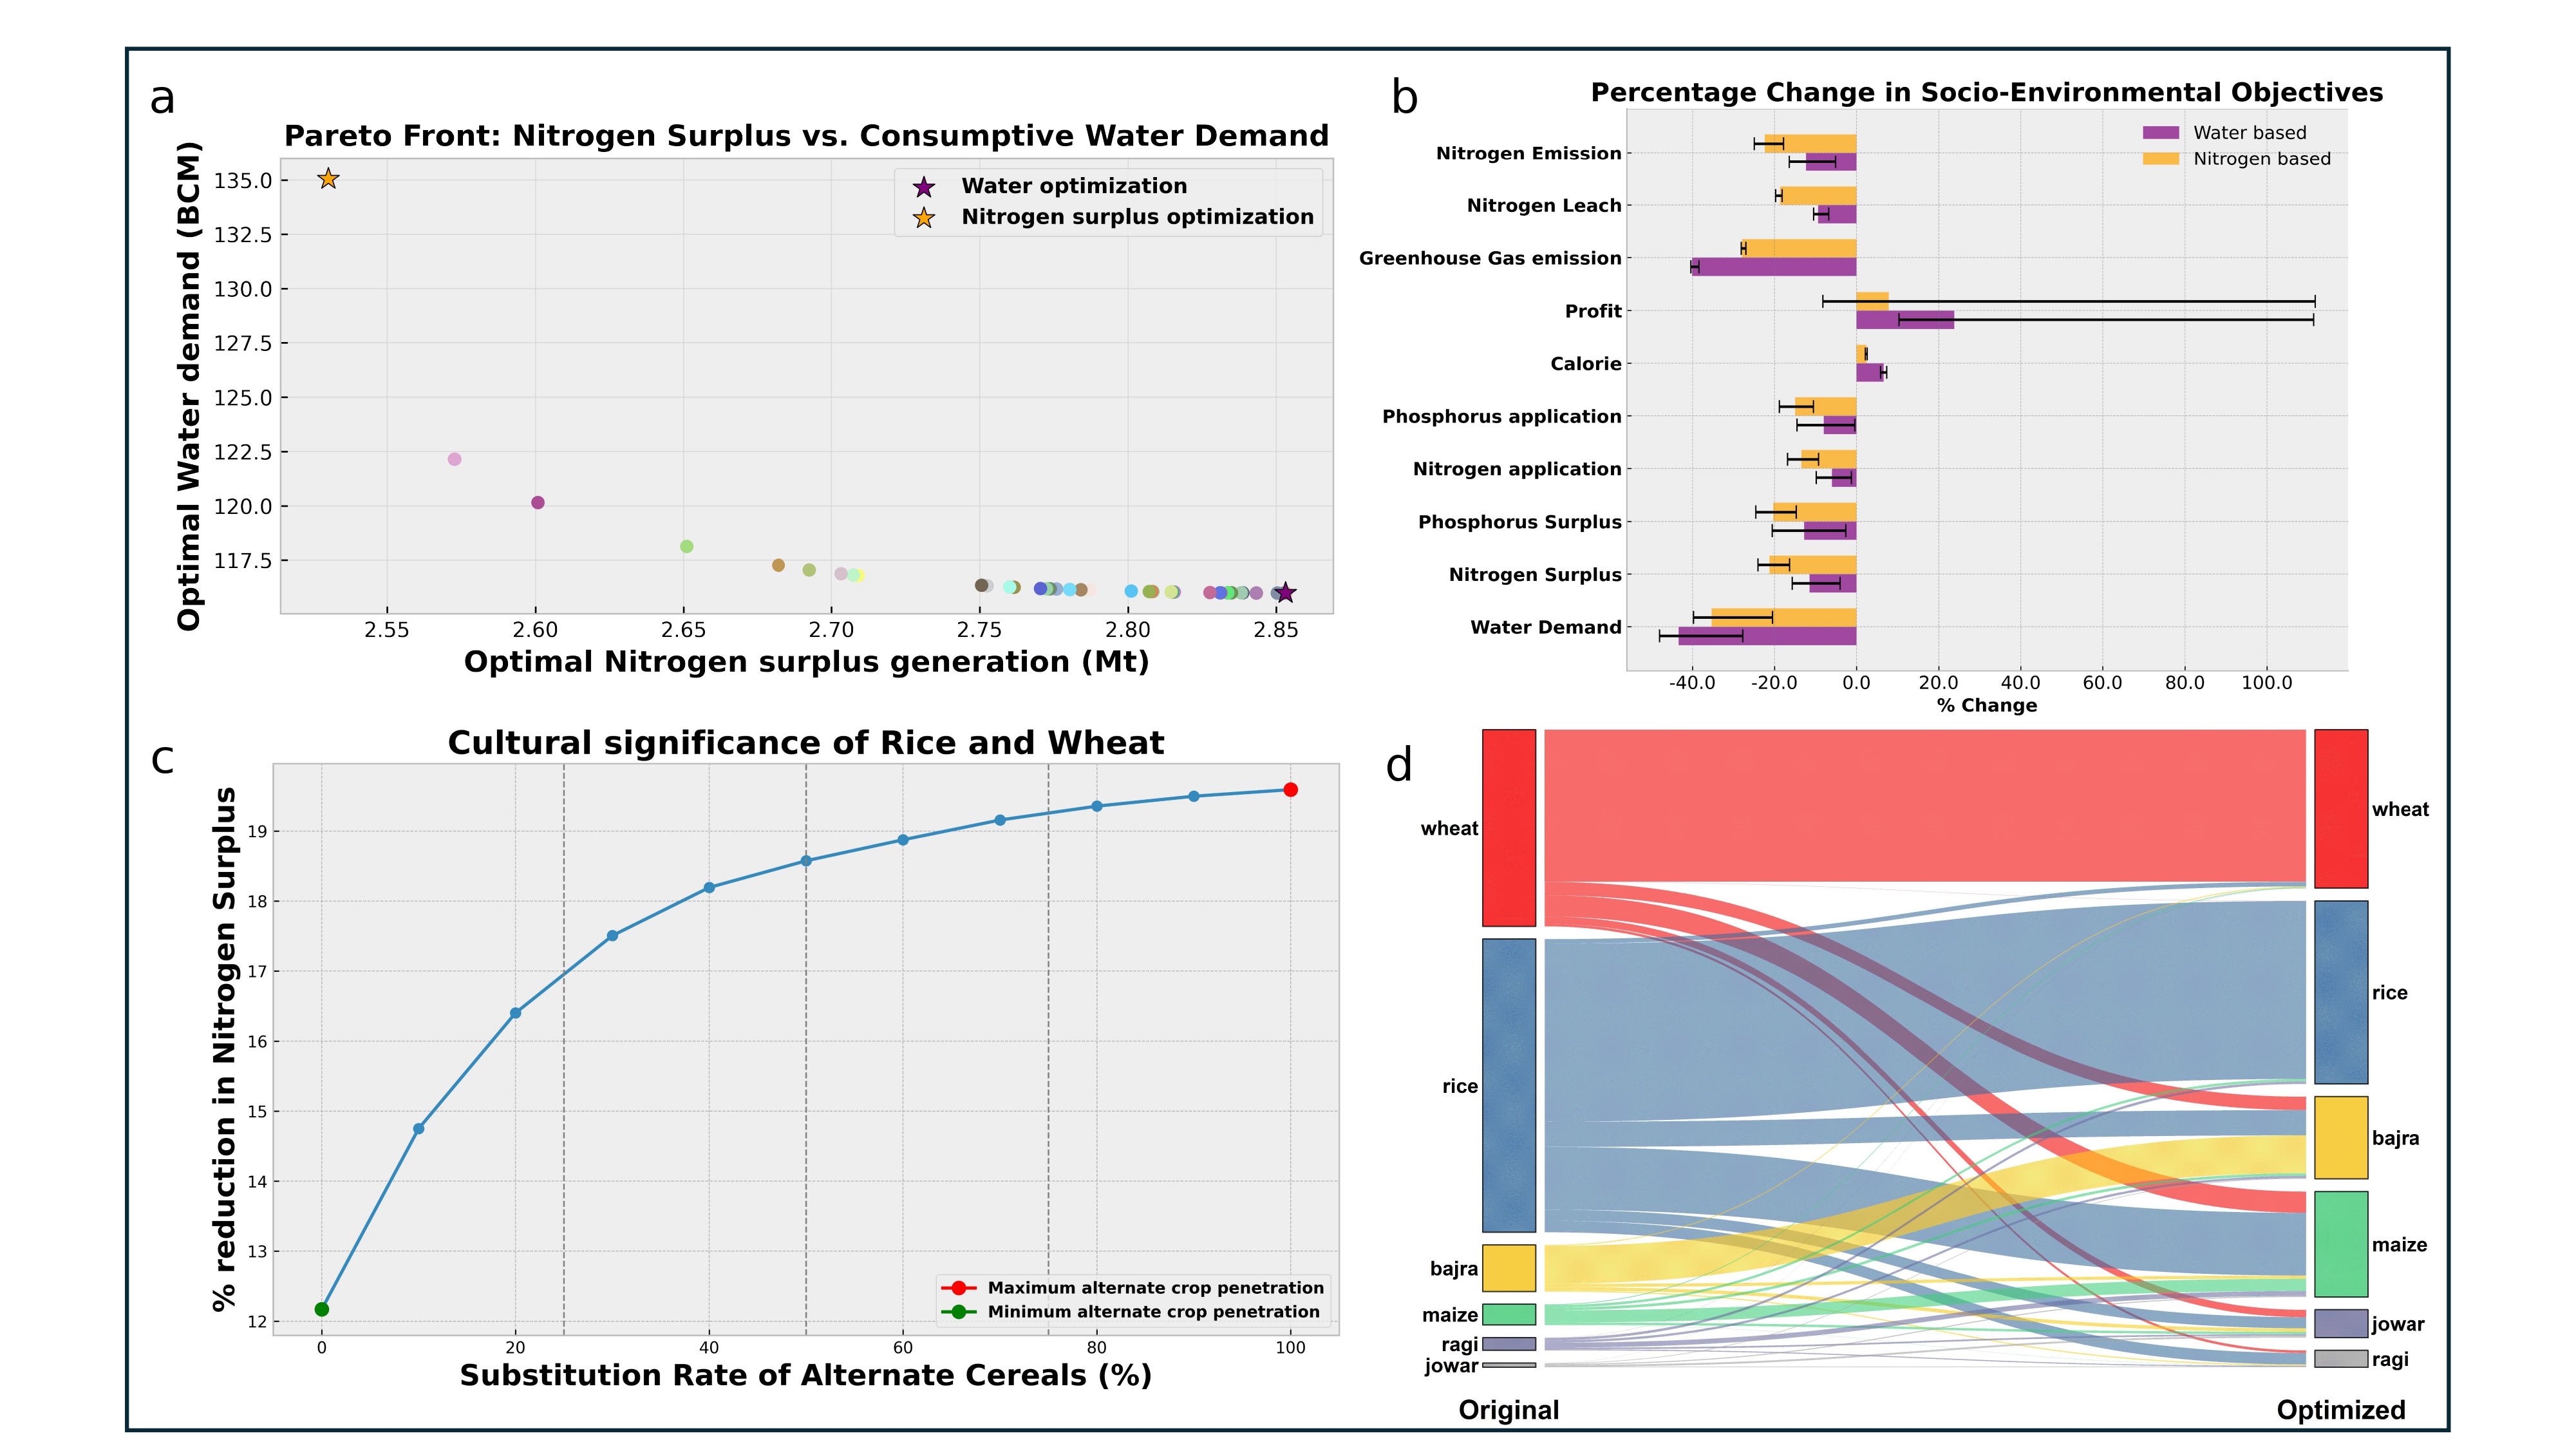 a
Pareto Front: Nitrogen Surplus vs. Consumptive Water Demand
Optimal Water demand (BCM)
135.0
132.5
130.0
127.5
125.0
122.5
120.0
117.5
Water optimization
Nitrogen surplus optimization
2.55 2.60 2.65 2.70 2.75 2.80 2.85
Optimal Nitrogen surplus generation (Mt)
b
Percentage Change in Socio-Environmental Objectives
Water based
Nitrogen based
Nitrogen Emission
Nitrogen Leach
Greenhouse Gas emission
Profit
Calorie
Phosphorus application
Nitrogen application
Phosphorus Surplus
Nitrogen Surplus
Water Demand
-40.0 -20.0 0.0 20.0 40.0 60.0 80.0 100.0
% Change
c
Cultural significance of Rice and Wheat
% reduction in Nitrogen Surplus
19
18
17
16
15
14
13
12
Maximum alternate crop penetration
Minimum alternate crop penetration
0 20 40 60 80 100
Substitution Rate of Alternate Cereals (%)
d
wheat
rice
bajra
maize
ragi
jowar
wheat
rice
bajra
maize
jowar
ragi
Original
Optimized